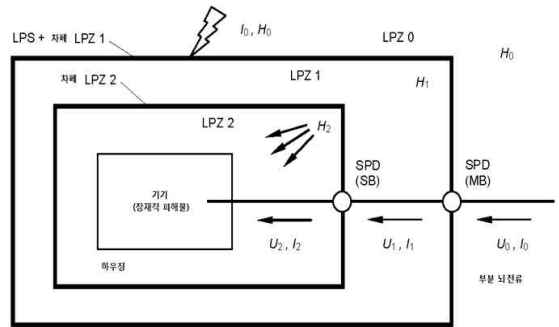 I₀, H₀
LPS + 차폐 LPZ 1
LPZ 0
H₀
차폐 LPZ 2
LPZ 1
H₁
LPZ 2
H₂
SPD
(SB)
SPD
(MB)
기기
(잠재적 피해물)
U₂, I₂
U₁, I₁
U₀, I₀
하우징
부분 뇌전류